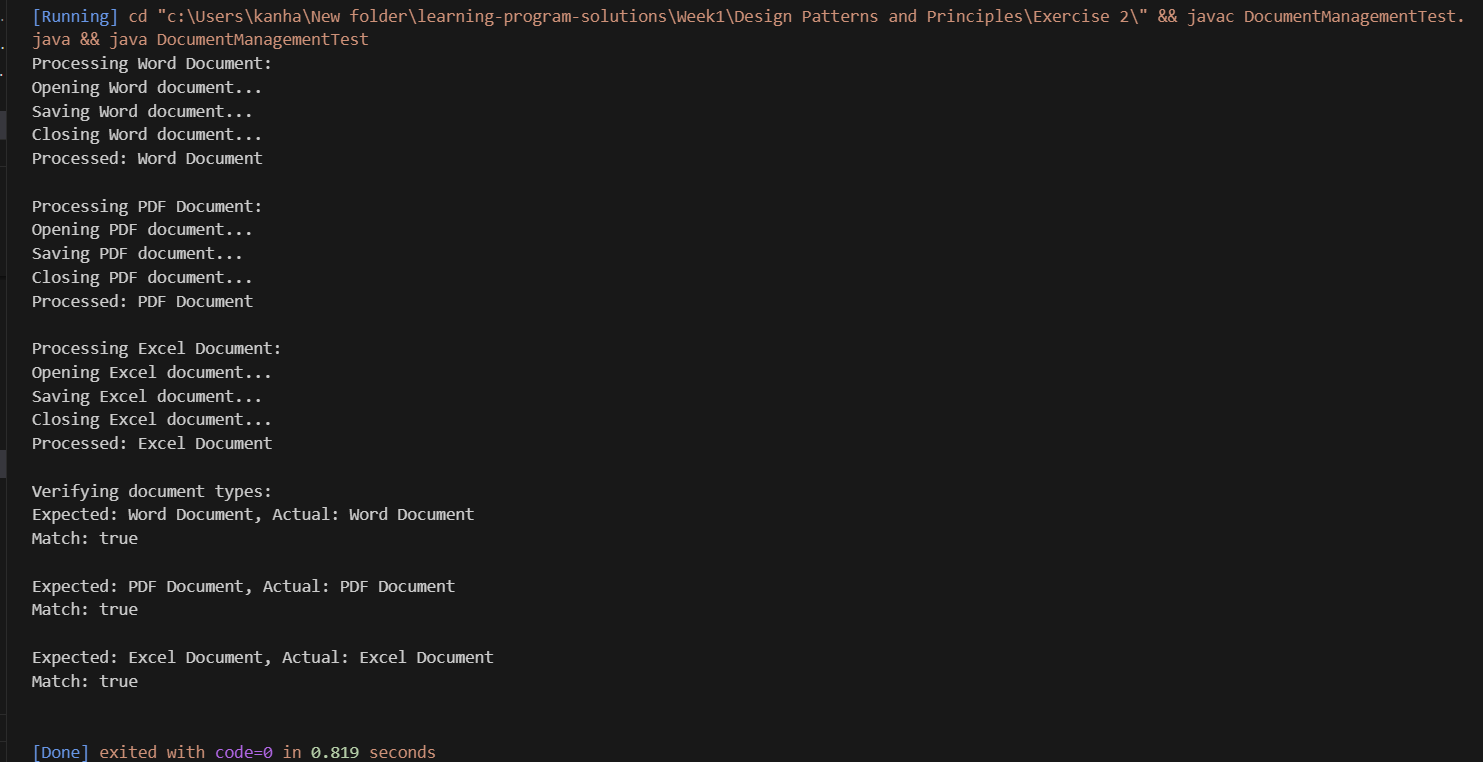 [Running] cd "c:\Users\kanha\New folder\learning-program-solutions\Week1\Design Patterns and Principles\Exercise 2\" && javac DocumentManagementTest.
java && java DocumentManagementTest
Processing Word Document:
Opening Word document...
Saving Word document...
Closing Word document...
Processed: Word Document

Processing PDF Document:
Opening PDF document...
Saving PDF document...
Closing PDF document...
Processed: PDF Document

Processing Excel Document:
Opening Excel document...
Saving Excel document...
Closing Excel document...
Processed: Excel Document

Verifying document types:
Expected: Word Document, Actual: Word Document
Match: true

Expected: PDF Document, Actual: PDF Document
Match: true

Expected: Excel Document, Actual: Excel Document
Match: true

[Done] exited with code=0 in 0.819 seconds